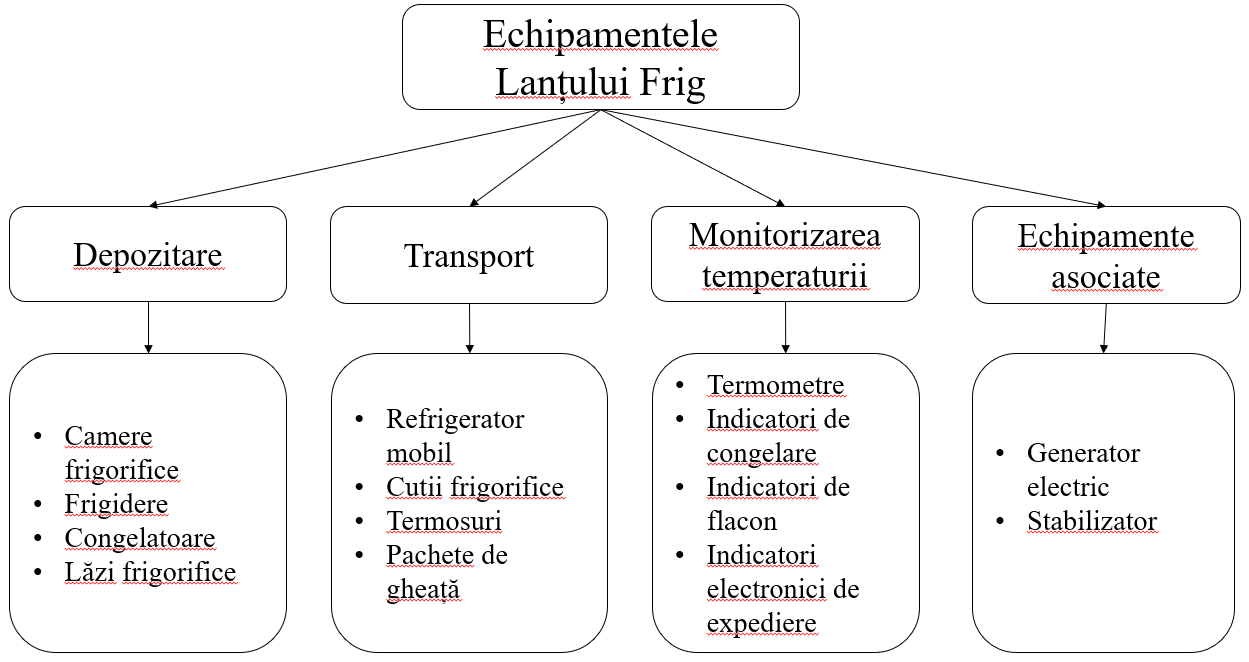 Echipamentele
Lanțului Frig
Depozitare
Transport
Monitorizarea
temperaturii
Echipamente
asociate
• Camere
frigorifice
• Frigidere
• Congelatoare
• Lăzi frigorifice
• Refrigerator
mobil
• Cutii frigorifice
• Termosuri
• Pachete de
gheață
• Termometre
• Indicatori de
congelare
• Indicatori de
flacon
• Indicatori
electronici de
expediere
• Generator
electric
• Stabilizator